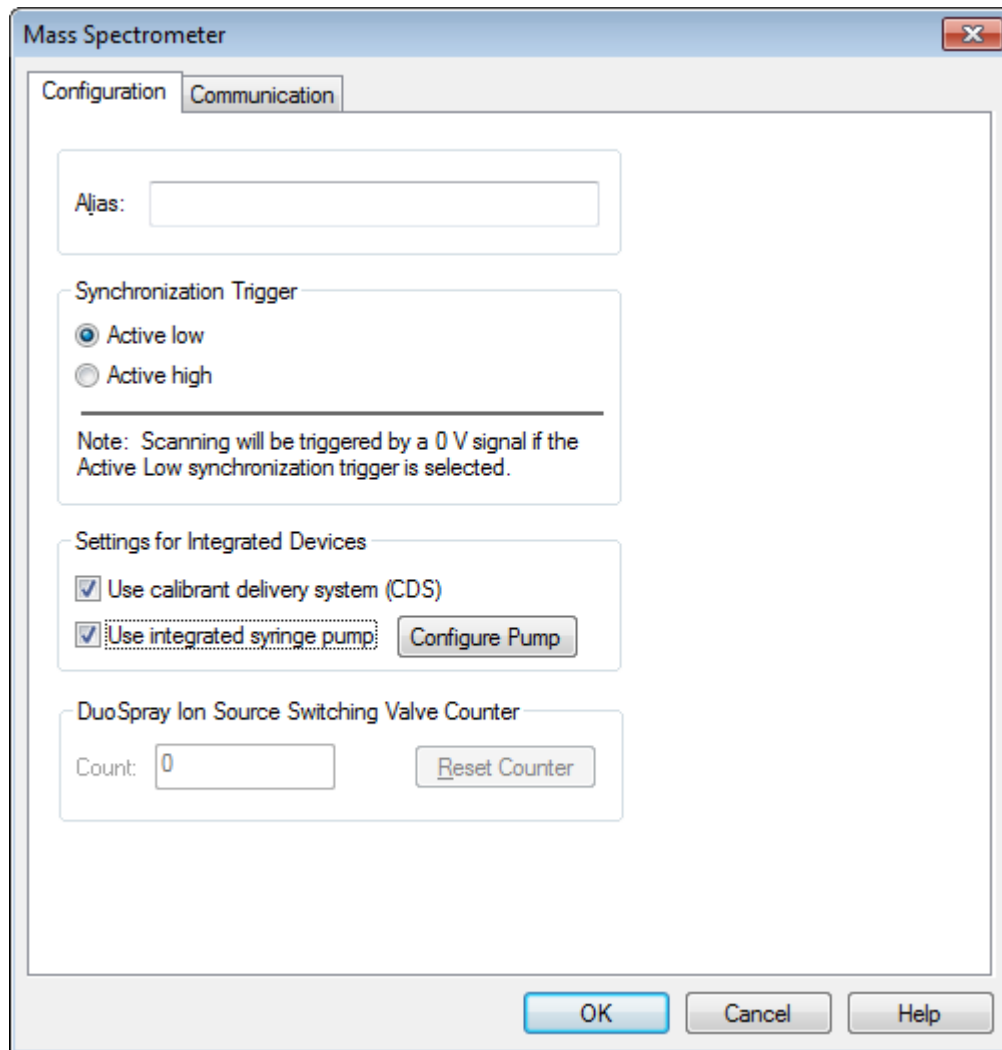 Mass Spectrometer
Configuration
Communication
Alias:
Synchronization Trigger
Active low
Active high
Note: Scanning will be triggered by a 0 V signal if the
Active Low synchronization trigger is selected.
Settings for Integrated Devices
Use calibrant delivery system (CDS)
Use integrated syringe pump
Configure Pump
DuoSpray Ion Source Switching Valve Counter
Count: 0
Reset Counter
OK
Cancel
Help